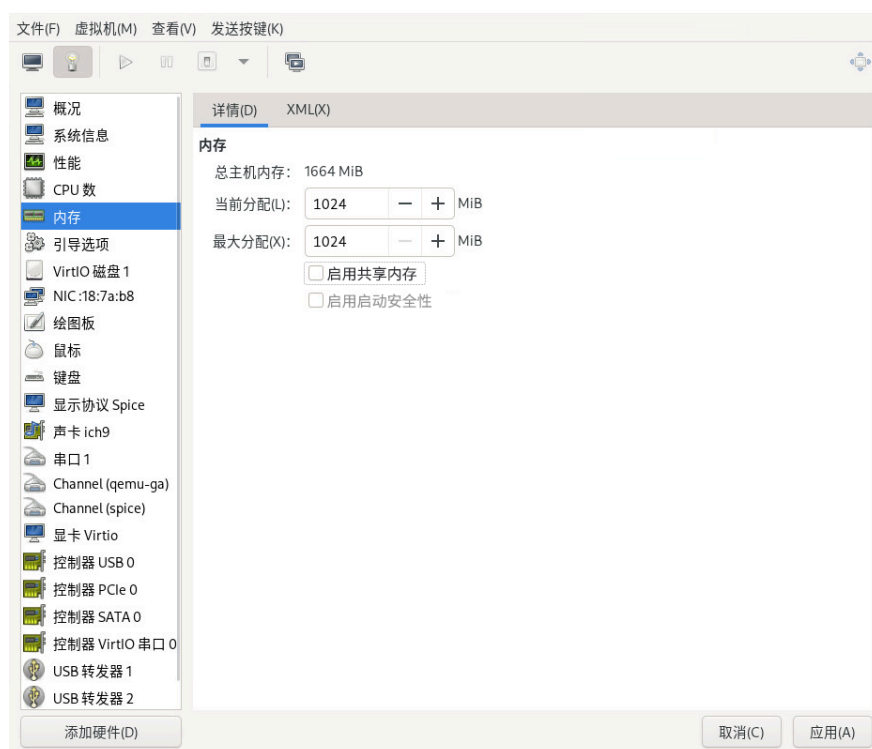 文件(F) 虚拟机(M) 查看(V) 发送按键(K)
概况
系统信息
性能
CPU 数
内存
引导选项
VirtIO 磁盘 1
NIC :18:7a:b8
绘图板
鼠标
键盘
显示协议 Spice
声卡 ich9
串口 1
Channel (qemu-ga)
Channel (spice)
显卡 Virtio
控制器 USB 0
控制器 PCIe 0
控制器 SATA 0
控制器 VirtIO 串口 0
USB 转发器 1
USB 转发器 2
添加硬件(D)
详情(D) XML(X)
内存
总主机内存: 1664 MiB
当前分配(L): 1024 MiB
最大分配(X): 1024 MiB
启用共享内存
启用启动安全性
取消(C) 应用(A)